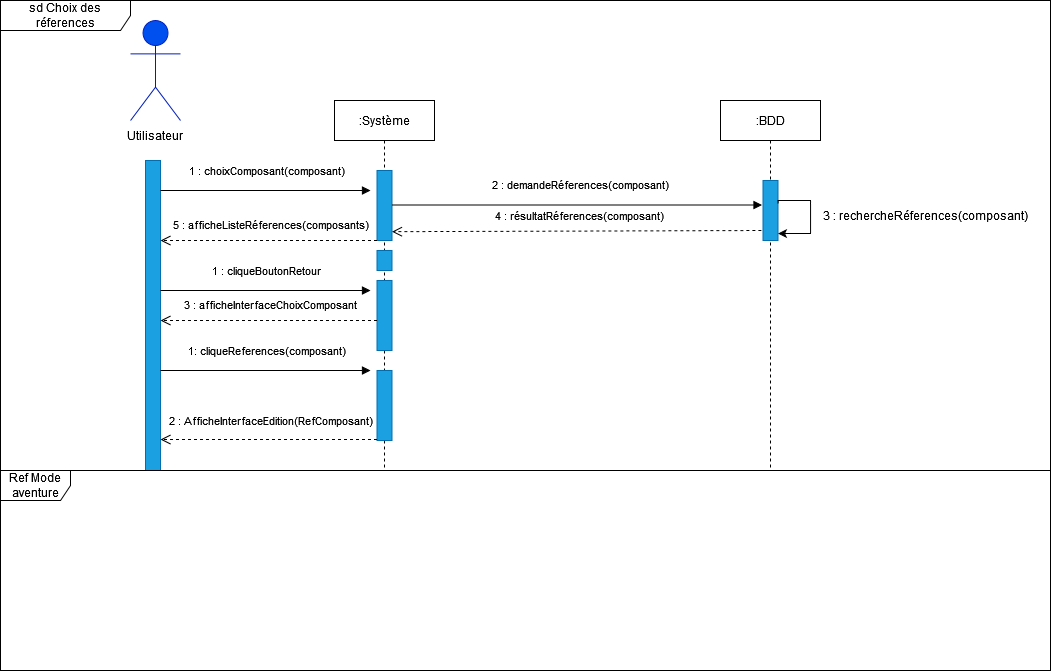 sd Choix des
réferences
Utilisateur
:Système
:BDD
1 : choixComposant(composant)
2 : demandeRéferences(composant)
3 : rechercheRéferences(composant)
4 : résultatRéferences(composant)
5 : afficheListeRéferences(composants)
1 : cliqueBoutonRetour
3 : afficheInterfaceChoixComposant
1: cliqueReferences(composant)
2 : AfficheInterfaceEdition(RefComposant)
Ref Mode
aventure